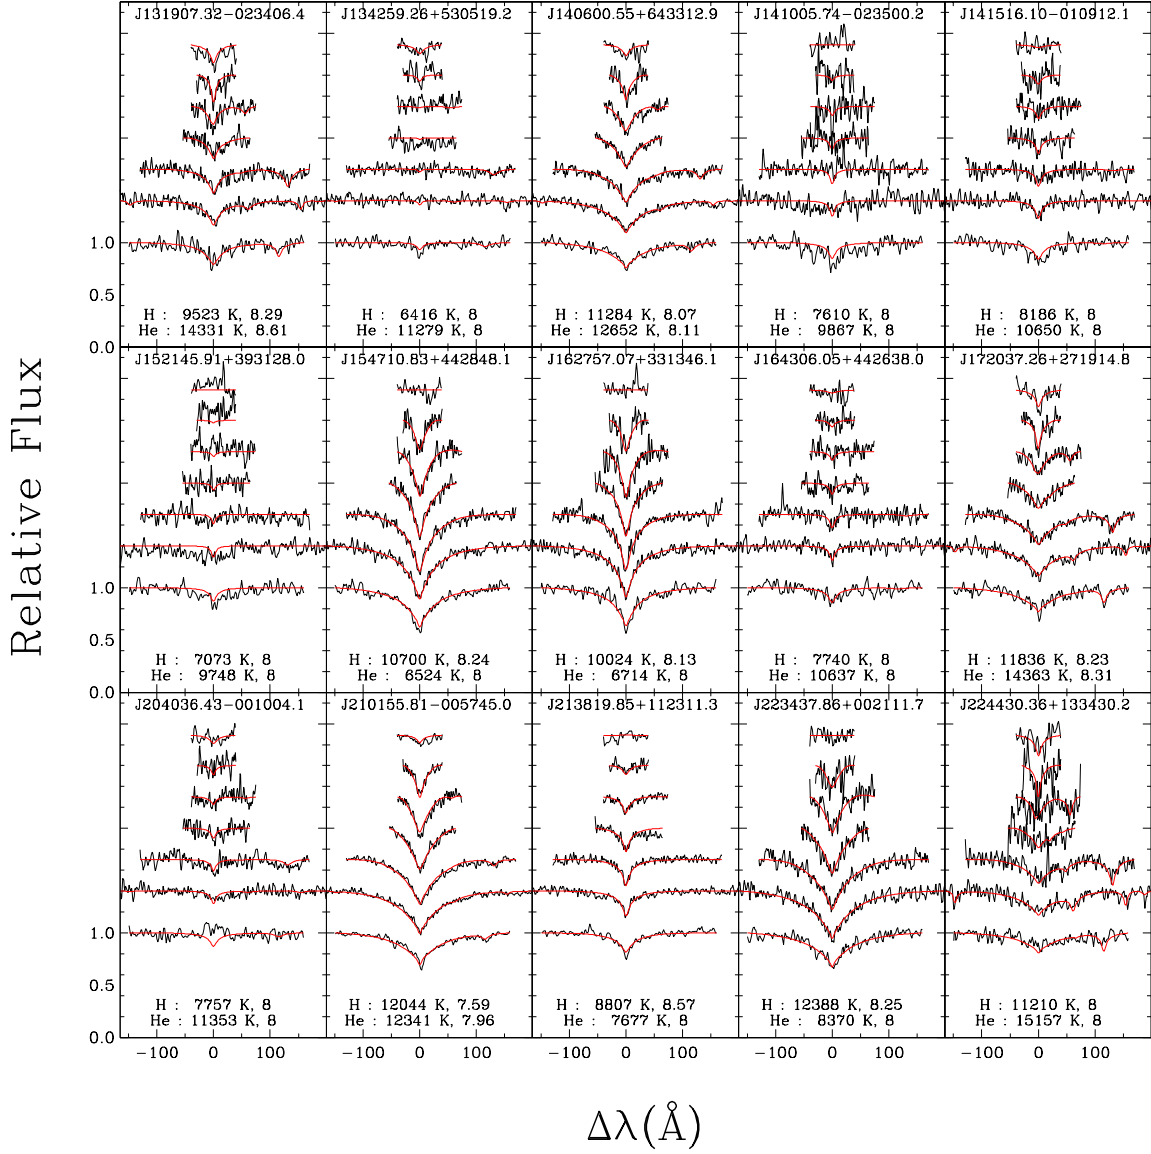 J131907.32−023406.4 J134259.26+530519.2 J140600.55+643312.9 J141005.74−023500.2 J141516.10−010912.1
1.0
0.5
0.0
H : 9523 K, 8.29 H : 6416 K, 8 H : 11284 K, 8.07 H : 7610 K, 8 H : 8186 K, 8
He : 14331 K, 8.61 He : 11279 K, 8 He : 12652 K, 8.11 He : 9867 K, 8 He : 10650 K, 8
J152145.91+393128.0 J154710.83+442848.1 J162757.07+331346.1 J164306.05+442638.0 J172037.26+271914.8
Relative Flux
1.0
0.5
0.0
H : 7073 K, 8 H : 10700 K, 8.24 H : 10024 K, 8.13 H : 7740 K, 8 H : 11836 K, 8.23
He : 9748 K, 8 He : 6524 K, 8 He : 6714 K, 8 He : 10637 K, 8 He : 14363 K, 8.31
J204036.43−001004.1 J210155.81−005745.0 J213819.85+112311.3 J223437.86+002111.7 J224430.36+133430.2
1.0
0.5
0.0
H : 7757 K, 8 H : 12044 K, 7.59 H : 8807 K, 8.57 H : 12388 K, 8.25 H : 11210 K, 8
He : 11353 K, 8 He : 12341 K, 7.96 He : 7677 K, 8 He : 8370 K, 8 He : 15157 K, 8
−100 0 100 −100 0 100 −100 0 100 −100 0 100 −100 0 100
Δλ(Å)